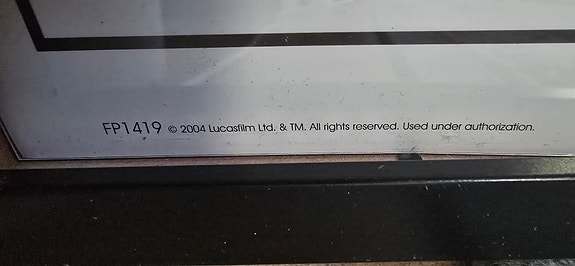 FP1419 © 2004 Lucasfilm Ltd. & TM. All rights reserved. Used under authorization.